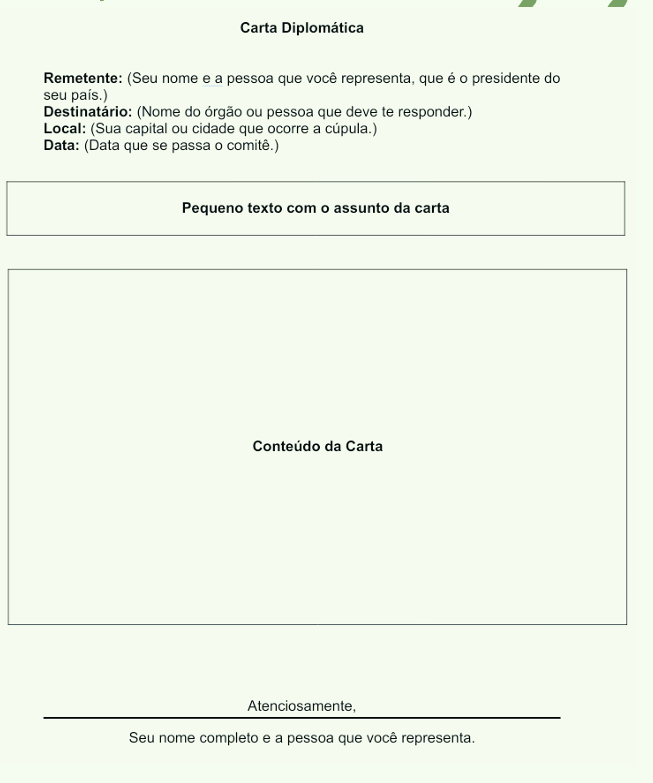 Carta Diplomática
Remetente: (Seu nome e a pessoa que você representa, que é o presidente do
seu país.)
Destinatário: (Nome do órgão ou pessoa que deve te responder.)
Local: (Sua capital ou cidade que ocorre a cúpula.)
Data: (Data que se passa o comitê.)
Pequeno texto com o assunto da carta
Conteúdo da Carta
Atenciosamente,
Seu nome completo e a pessoa que você representa.